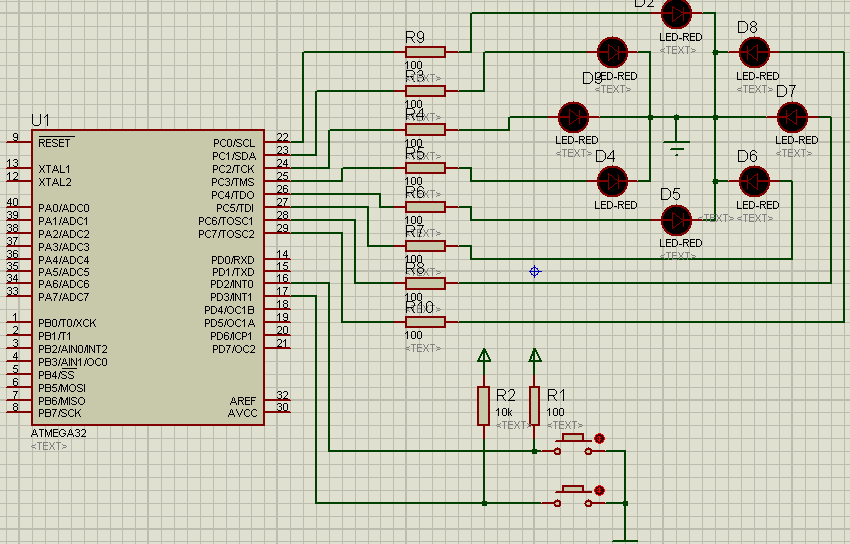 D2
LED-RED
<TEXT>
D8
LED-RED
<TEXT>
R9
100
<TEXT>
D3
LED-RED
<TEXT>
R3
100
<TEXT>
D7
LED-RED
<TEXT>
R4
100
<TEXT>
LED-RED
<TEXT>
R5
100
<TEXT>
D4
LED-RED
D6
LED-RED
<TEXT>
R6
100
<TEXT>
D5
LED-RED
<TEXT>
R7
100
<TEXT>
R8
100
<TEXT>
R10
100
<TEXT>
U1
9 RESET
13 XTAL1
12 XTAL2
40 PA0/ADC0
39 PA1/ADC1
38 PA2/ADC2
37 PA3/ADC3
36 PA4/ADC4
35 PA5/ADC5
34 PA6/ADC6
33 PA7/ADC7
1 PB0/T0/XCK
2 PB1/T1
3 PB2/AIN0/INT2
4 PB3/AIN1/OC0
5 PB4/SS
6 PB5/MOSI
7 PB6/MISO
8 PB7/SCK
PC0/SCL 22
PC1/SDA 23
PC2/TCK 24
PC3/TMS 25
PC4/TDO 26
PC5/TDI 27
PC6/TOSC1 28
PC7/TOSC2 29
PD0/RXD 14
PD1/TXD 15
PD2/INT0 16
PD3/INT1 17
PD4/OC1B 18
PD5/OC1A 19
PD6/ICP1 20
PD7/OC2 21
AREF 32
AVCC 30
ATMEGA32
<TEXT>
R2
10k
<TEXT>
R1
100
<TEXT>